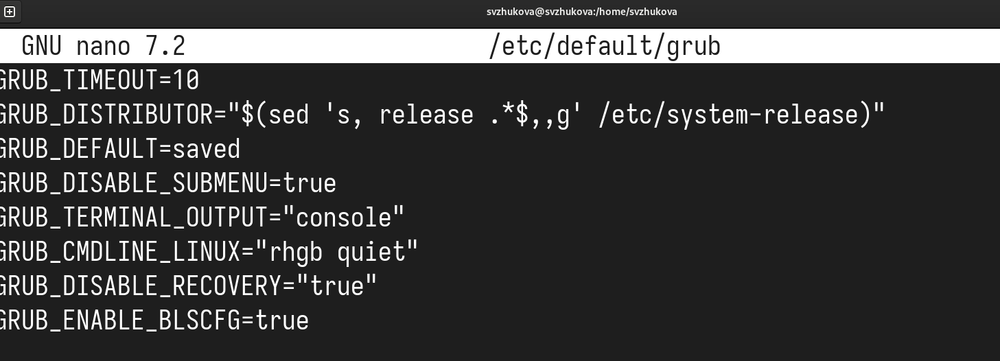 svzhukova@svzhukova:/home/svzhukova
GNU nano 7.2 /etc/default/grub
GRUB_TIMEOUT=10
GRUB_DISTRIBUTOR="$(sed 's, release .*$,,g' /etc/system-release)"
GRUB_DEFAULT=saved
GRUB_DISABLE_SUBMENU=true
GRUB_TERMINAL_OUTPUT="console"
GRUB_CMDLINE_LINUX="rhgb quiet"
GRUB_DISABLE_RECOVERY="true"
GRUB_ENABLE_BLSCFG=true